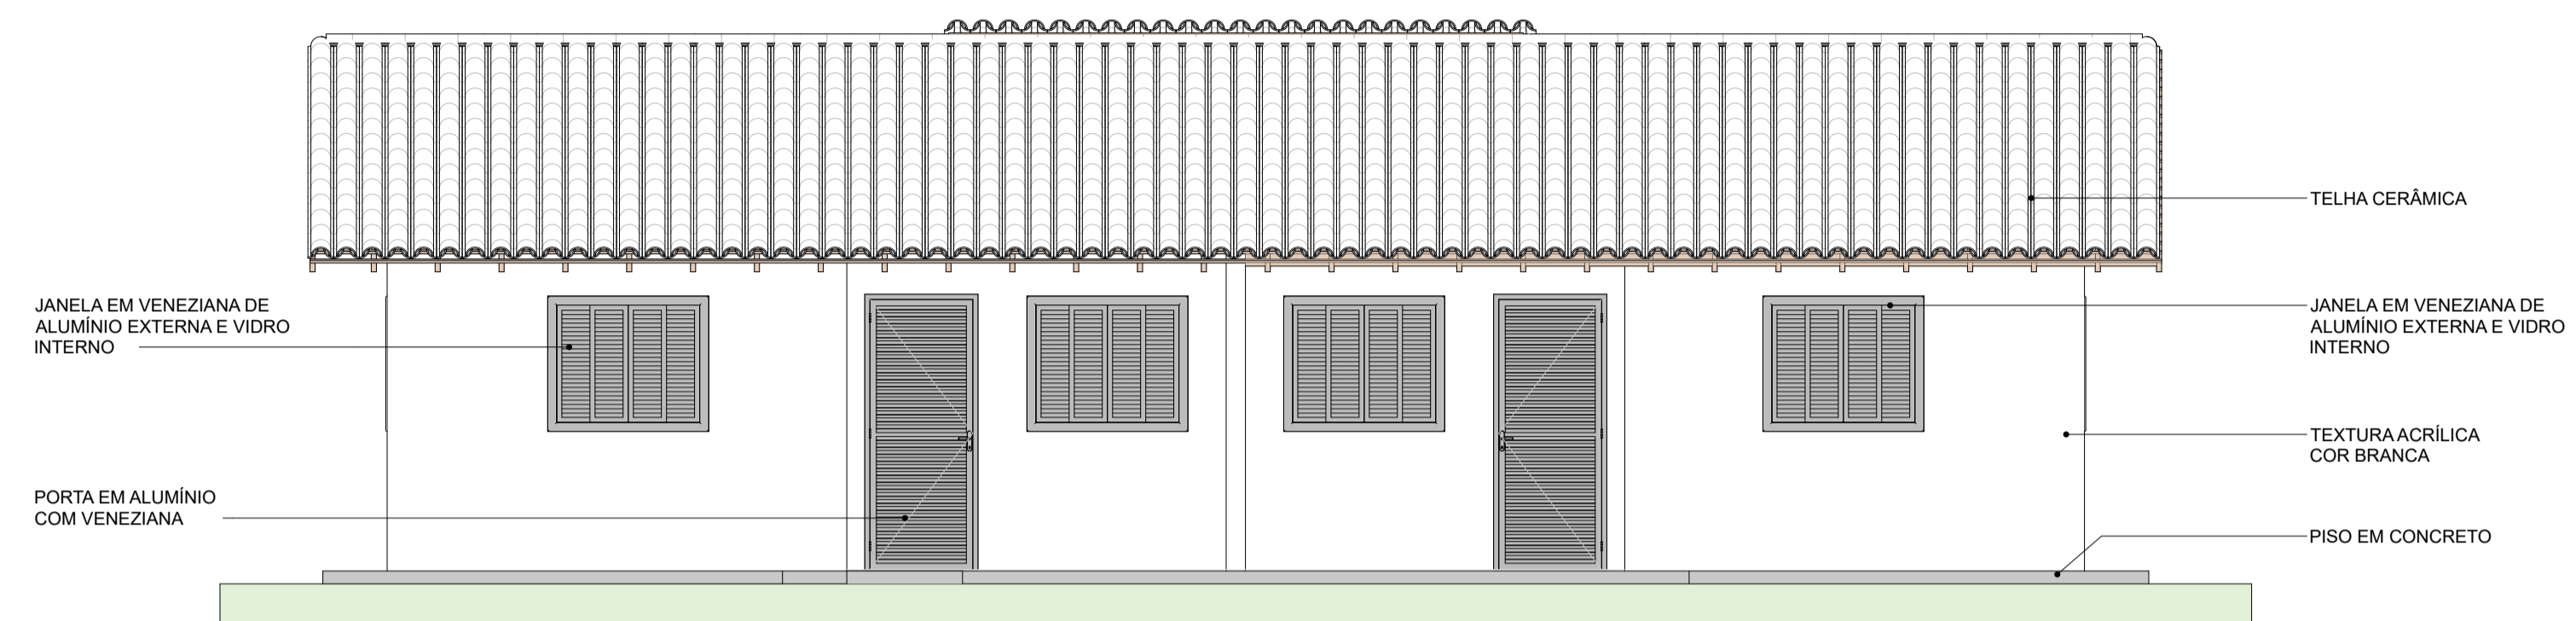 TELHA CERÂMICA
JANELA EM VENEZIANA DE
ALUMÍNIO EXTERNA E VIDRO
INTERNO
JANELA EM VENEZIANA DE
ALUMÍNIO EXTERNA E VIDRO
INTERNO
TEXTURA ACRÍLICA
COR BRANCA
PORTA EM ALUMÍNIO
COM VENEZIANA
PISO EM CONCRETO